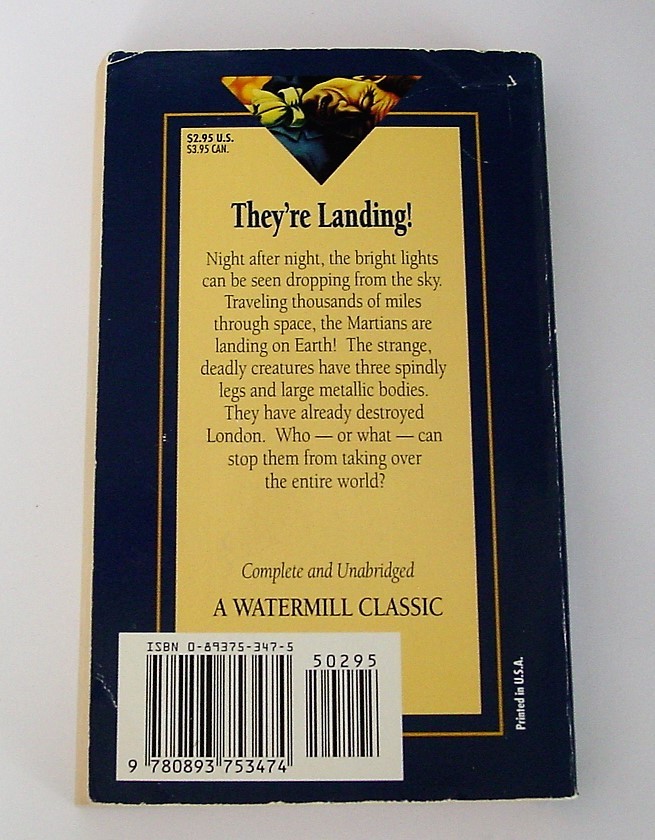 $2.95 U.S.
$3.95 CAN.
They're Landing!
Night after night, the bright lights
can be seen dropping from the sky.
Traveling thousands of miles
through space, the Martians are
landing on Earth!  The strange,
deadly creatures have three spindly
legs and large metallic bodies.
They have already destroyed
London.  Who — or what — can
stop them from taking over
the entire world?
Complete and Unabridged
A WATERMILL CLASSIC
ISBN 0-89375-347-5
50295
9 780893 753474
Printed in U.S.A.